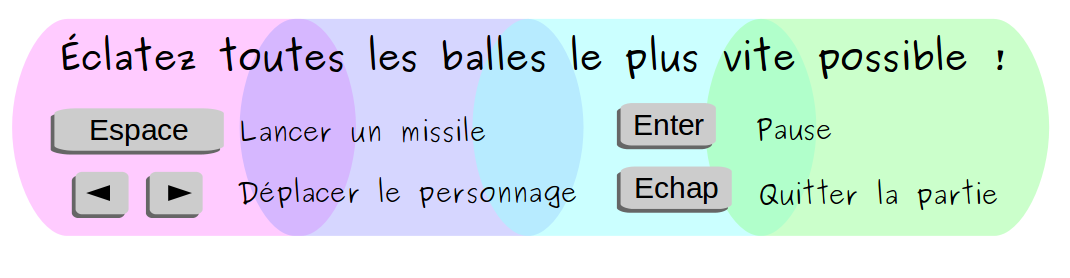 Éclatez toutes les balles le plus vite possible !
Espace Lancer un missile Enter Pause
◄ ► Déplacer le personnage Echap Quitter la partie